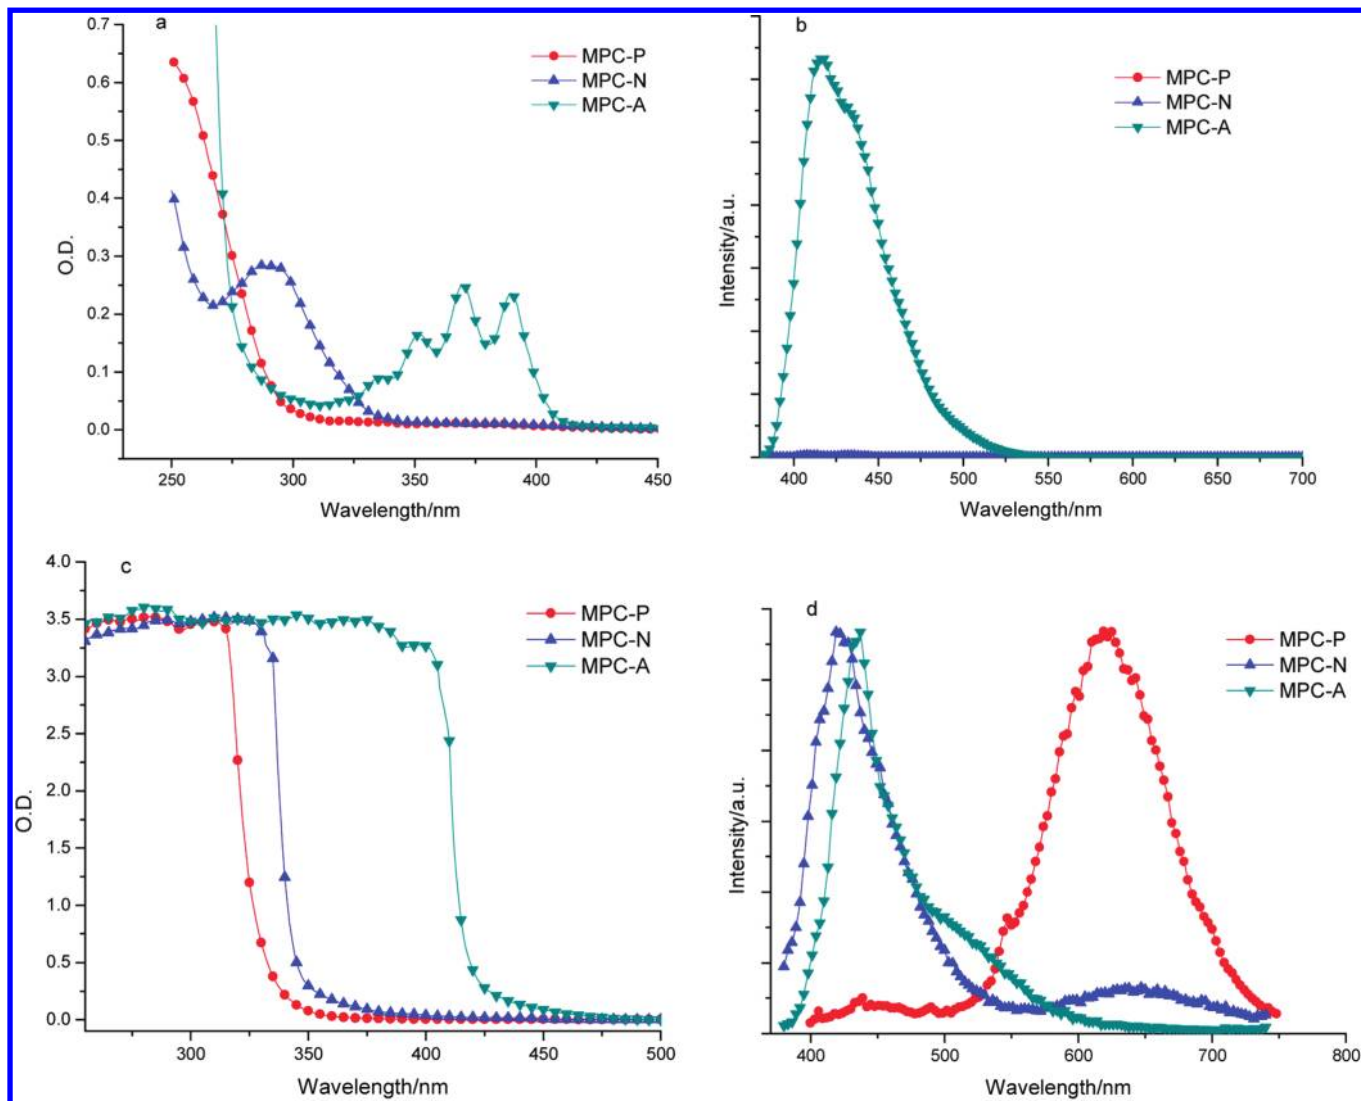 a
0.7
0.6
0.5
0.4
0.3
0.2
0.1
0.0
O.D.
MPC-P
MPC-N
MPC-A
250 300 350 400 450
Wavelength/nm
b
Intensity/a.u.
MPC-P
MPC-N
MPC-A
400 450 500 550 600 650 700
Wavelength/nm
c
4.0
3.5
3.0
2.5
2.0
1.5
1.0
0.5
0.0
O.D.
MPC-P
MPC-N
MPC-A
300 350 400 450 500
Wavelength/nm
d
Intensity/a.u.
MPC-P
MPC-N
MPC-A
400 500 600 700 800
Wavelength/nm